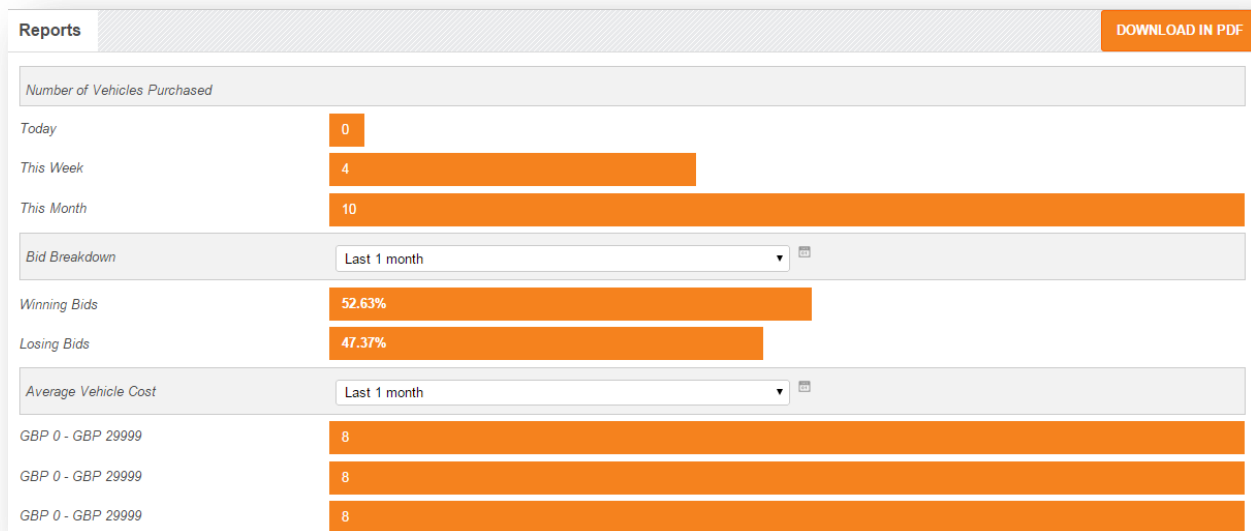 Reports
DOWNLOAD IN PDF
Number of Vehicles Purchased
Today 0
This Week 4
This Month 10
Bid Breakdown Last 1 month
Winning Bids 52.63%
Losing Bids 47.37%
Average Vehicle Cost Last 1 month
GBP 0 - GBP 29999 8
GBP 0 - GBP 29999 8
GBP 0 - GBP 29999 8